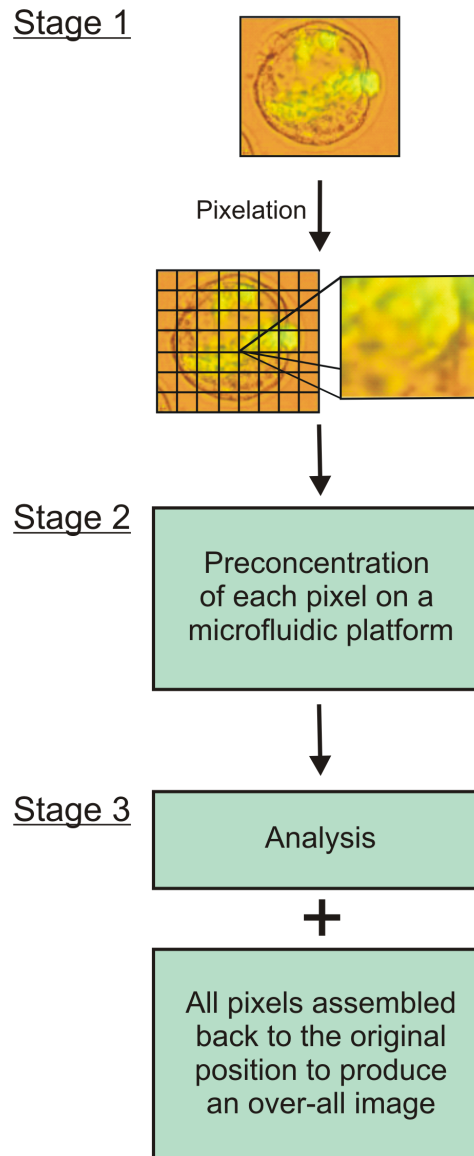 Stage 1
Pixelation
Stage 2
Preconcentration
of each pixel on a
microfluidic platform
Stage 3
Analysis
+
All pixels assembled
back to the original
position to produce
an over-all image